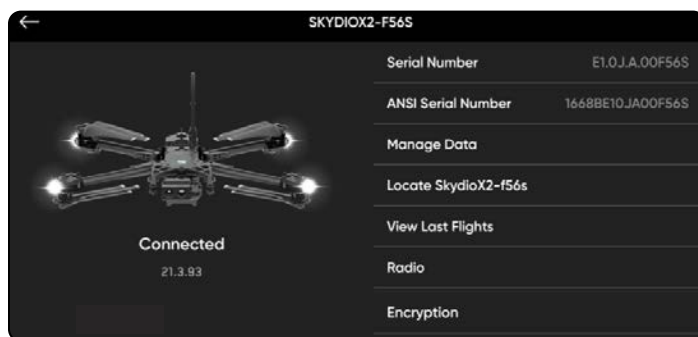 SKYDIOX2-F56S
Serial Number E1.0J.A.00F56S
ANSI Serial Number 1668BE10JA00F56S
Manage Data
Locate SkydioX2-f56s
View Last Flights
Connected
Radio
21.3.93
Encryption